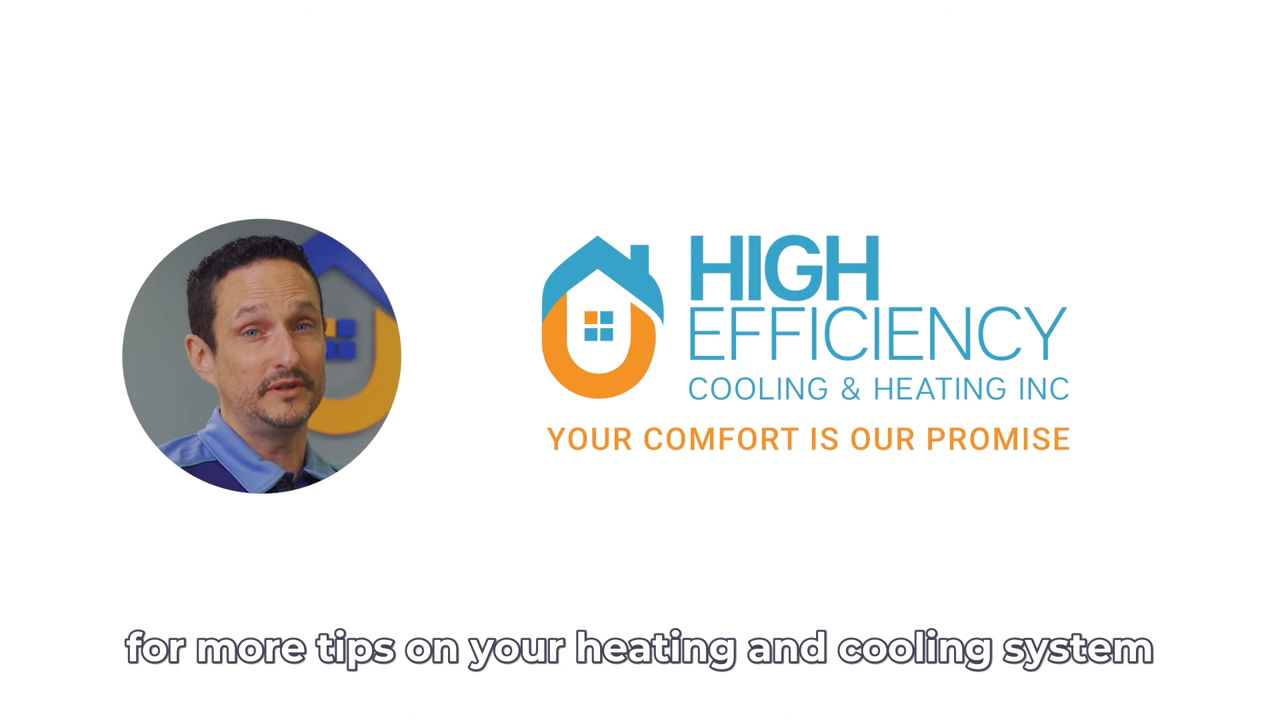 HIGH
EFFICIENCY
COOLING & HEATING INC
YOUR COMFORT IS OUR PROMISE
for more tips on your heating and cooling system